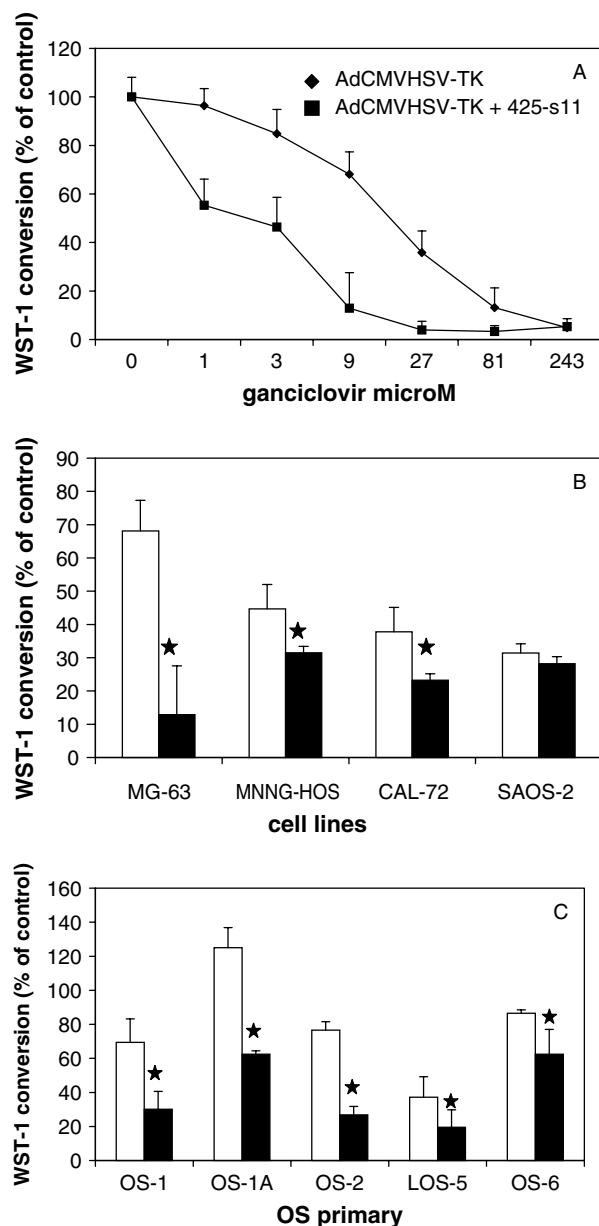 WST-1 conversion (% of control)
120
100
80
60
40
20
0
A
AdCMVHSV-TK
AdCMVHSV-TK + 425-s11
0 1 3 9 27 81 243
ganciclovir microM
WST-1 conversion (% of control)
90
80
70
60
50
40
30
20
10
0
B
MG-63 MNNG-HOS CAL-72 SAOS-2
cell lines
WST-1 conversion (% of control)
160
140
120
100
80
60
40
20
0
C
OS-1 OS-1A OS-2 LOS-5 OS-6
OS primary